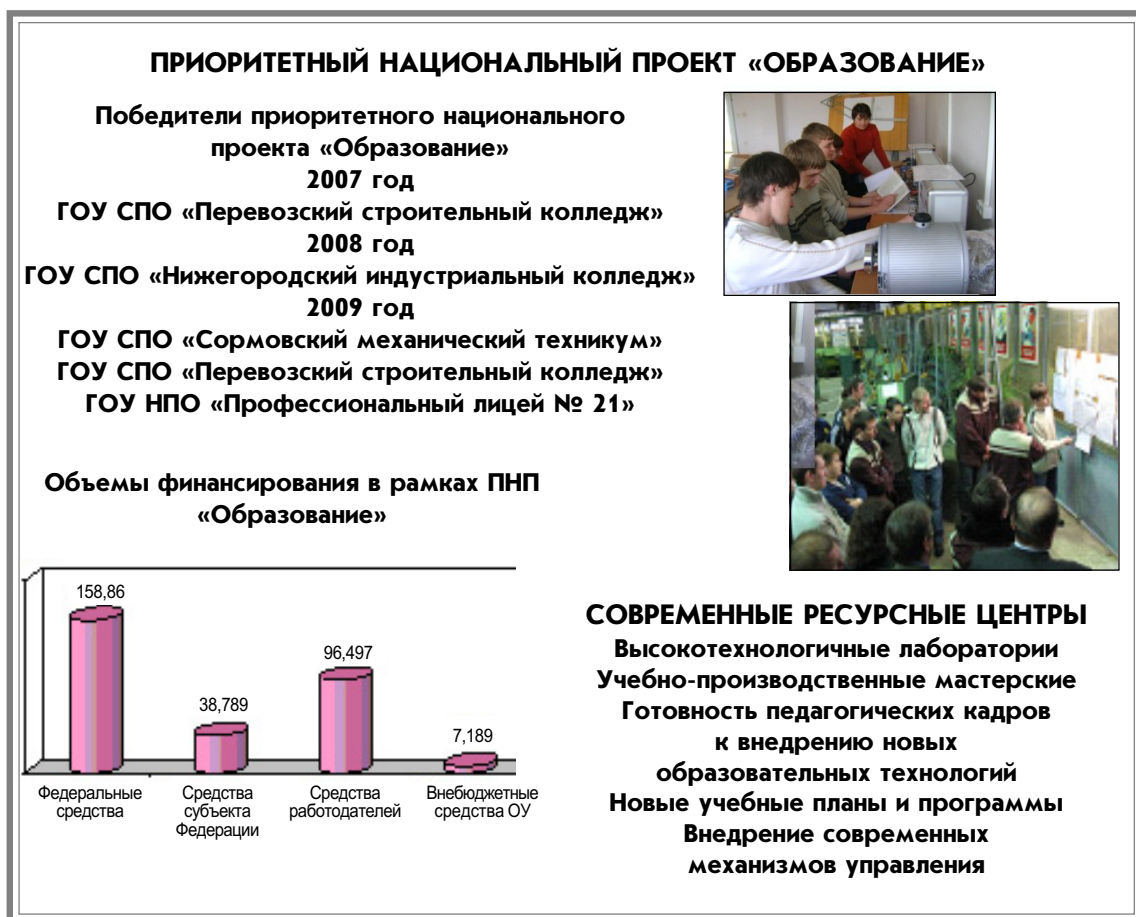 ПРИОРИТЕТНЫЙ НАЦИОНАЛЬНЫЙ ПРОЕКТ «ОБРАЗОВАНИЕ»
Победители приоритетного национального
проекта «Образование»
2007 год
ГОУ СПО «Перевозский строительный колледж»
2008 год
ГОУ СПО «Нижегородский индустриальный колледж»
2009 год
ГОУ СПО «Сормовский механический техникум»
ГОУ СПО «Перевозский строительный колледж»
ГОУ НПО «Профессиональный лицей № 21»
Объемы финансирования в рамках ПНП
«Образование»
158,86
38,789
96,497
7,189
Федеральные
средства
Средства
субъекта
Федерации
Средства
работодателей
Внебюджетные
средства ОУ
СОВРЕМЕННЫЕ РЕСУРСНЫЕ ЦЕНТРЫ
Высокотехнологичные лаборатории
Учебно-производственные мастерские
Готовность педагогических кадров
к внедрению новых
образовательных технологий
Новые учебные планы и программы
Внедрение современных
механизмов управления